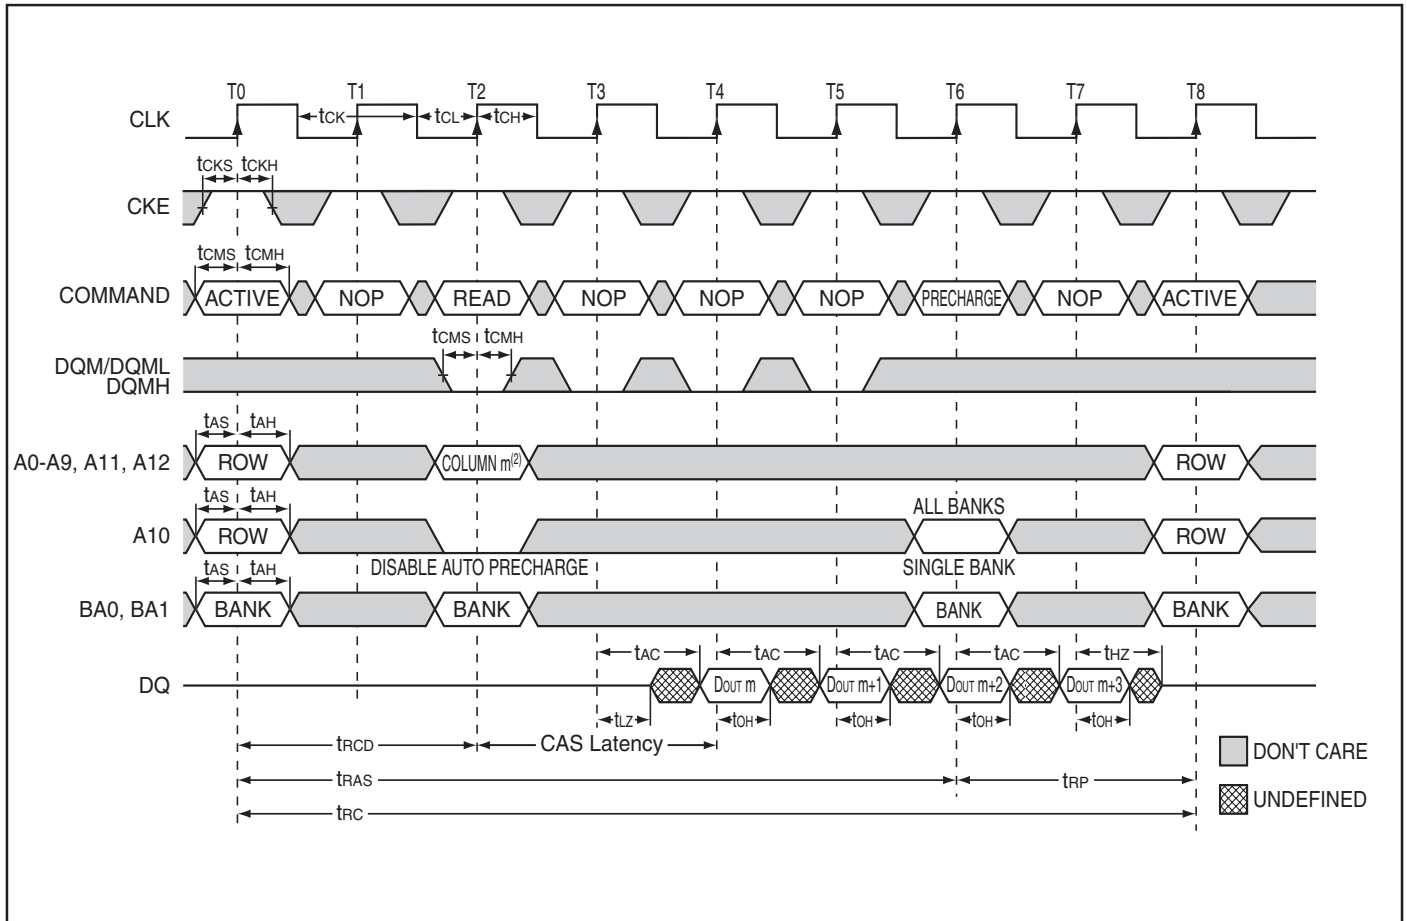 T0 T1 T2 T3 T4 T5 T6 T7 T8
CLK tCK tCL tCH
tCKS tCKH
CKE
tCMS tCMH
COMMAND ACTIVE NOP READ NOP NOP NOP PRECHARGE NOP ACTIVE
tCMS tCMH
DQM/DQML
DQMH
tAS tAH
A0-A9, A11, A12 ROW COLUMN m(2) ROW
tAS tAH ALL BANKS
A10 ROW ROW
DISABLE AUTO PRECHARGE SINGLE BANK
tAS tAH
BA0, BA1 BANK BANK BANK BANK
tAC tAC tAC tAC tHZ
DQ DOUT m DOUT m+1 DOUT m+2 DOUT m+3
tLZ tOH tOH tOH tOH
tRCD CAS Latency
DON'T CARE
tRAS tRP
UNDEFINED
tRC